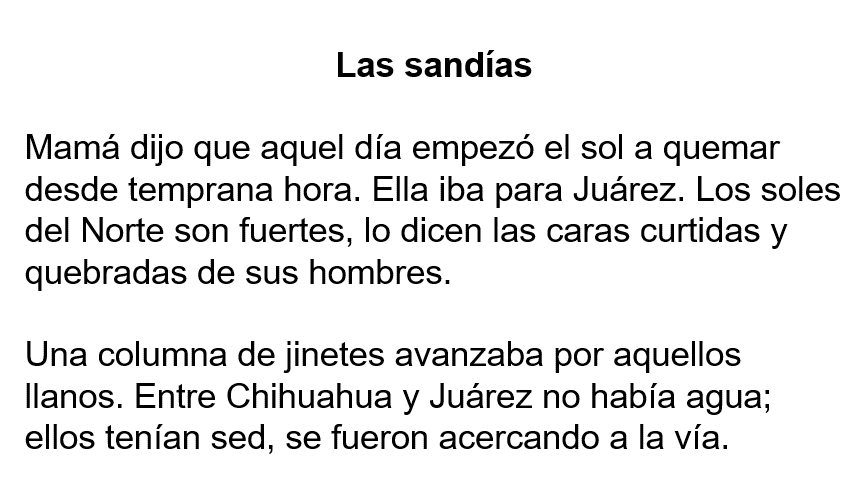 Las sandías
Mamá dijo que aquel día empezó el sol a quemar
desde temprana hora. Ella iba para Juárez. Los soles
del Norte son fuertes, lo dicen las caras curtidas y
quebradas de sus hombres.
Una columna de jinetes avanzaba por aquellos
llanos. Entre Chihuahua y Juárez no había agua;
ellos tenían sed, se fueron acercando a la vía.